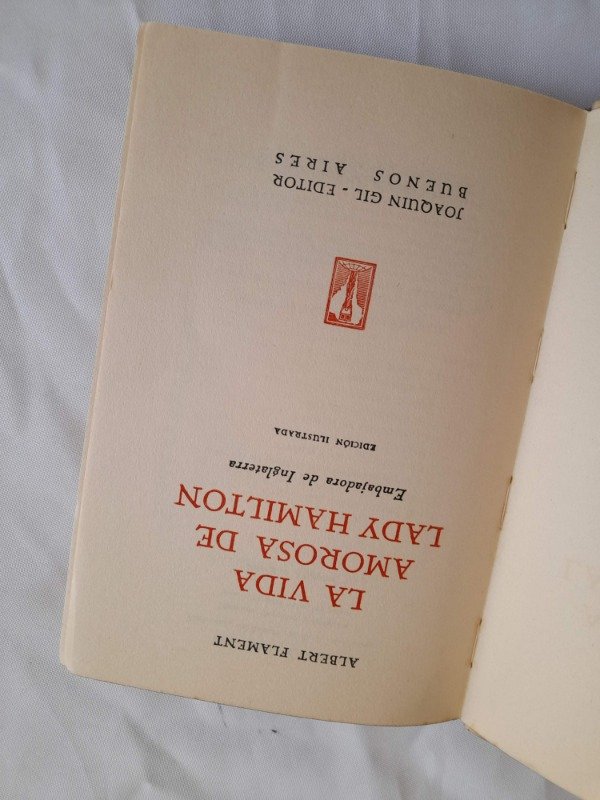 ALBERT FLAMENT
LA VIDA
AMOROSA DE
LADY HAMILTON
Embajadora de Inglaterra
EDICIÓN ILUSTRADA
JOAQUIN GIL - EDITOR
BUENOS AIRES